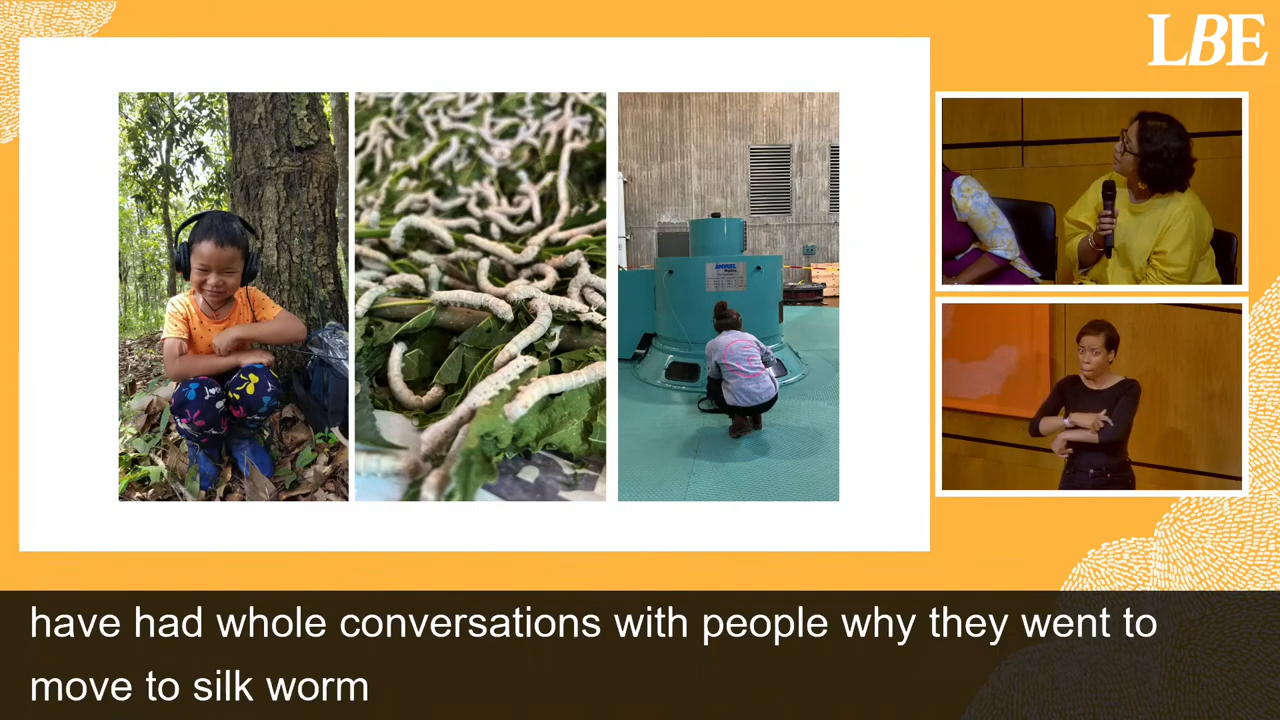 LBE
have had whole conversations with people why they went to
move to silk worm